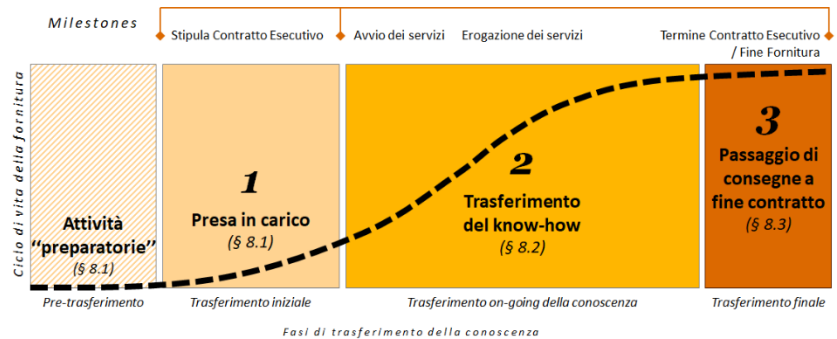 Milestones
Stipula Contratto Esecutivo
Avvio dei servizi
Erogazione dei servizi
Termine Contratto Esecutivo
/ Fine Fornitura
Ciclo di vita della fornitura
Attività
“preparatorie”
(§ 8.1)
1
Presa in carico
(§ 8.1)
2
Trasferimento
del know-how
(§ 8.2)
3
Passaggio di
consegne a
fine contratto
(§ 8.3)
Pre-trasferimento
Trasferimento iniziale
Trasferimento on-going della conoscenza
Trasferimento finale
Fasi di trasferimento della conoscenza